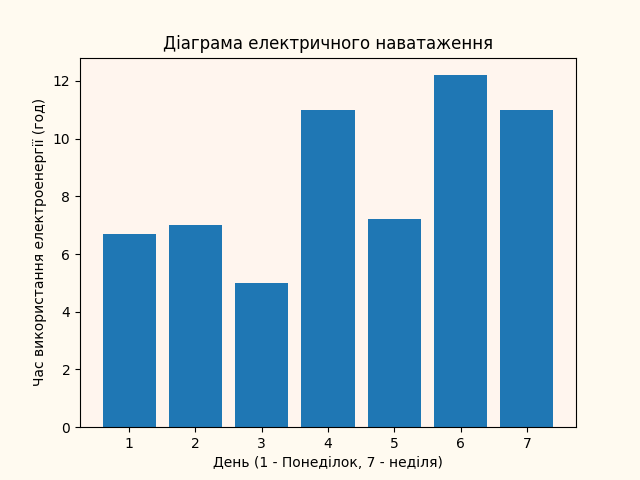 Діаграма електричного наватаження
Час використання електроенергії (год)
12
10
8
6
4
2
0
1 2 3 4 5 6 7
День (1 - Понеділок, 7 - неділя)